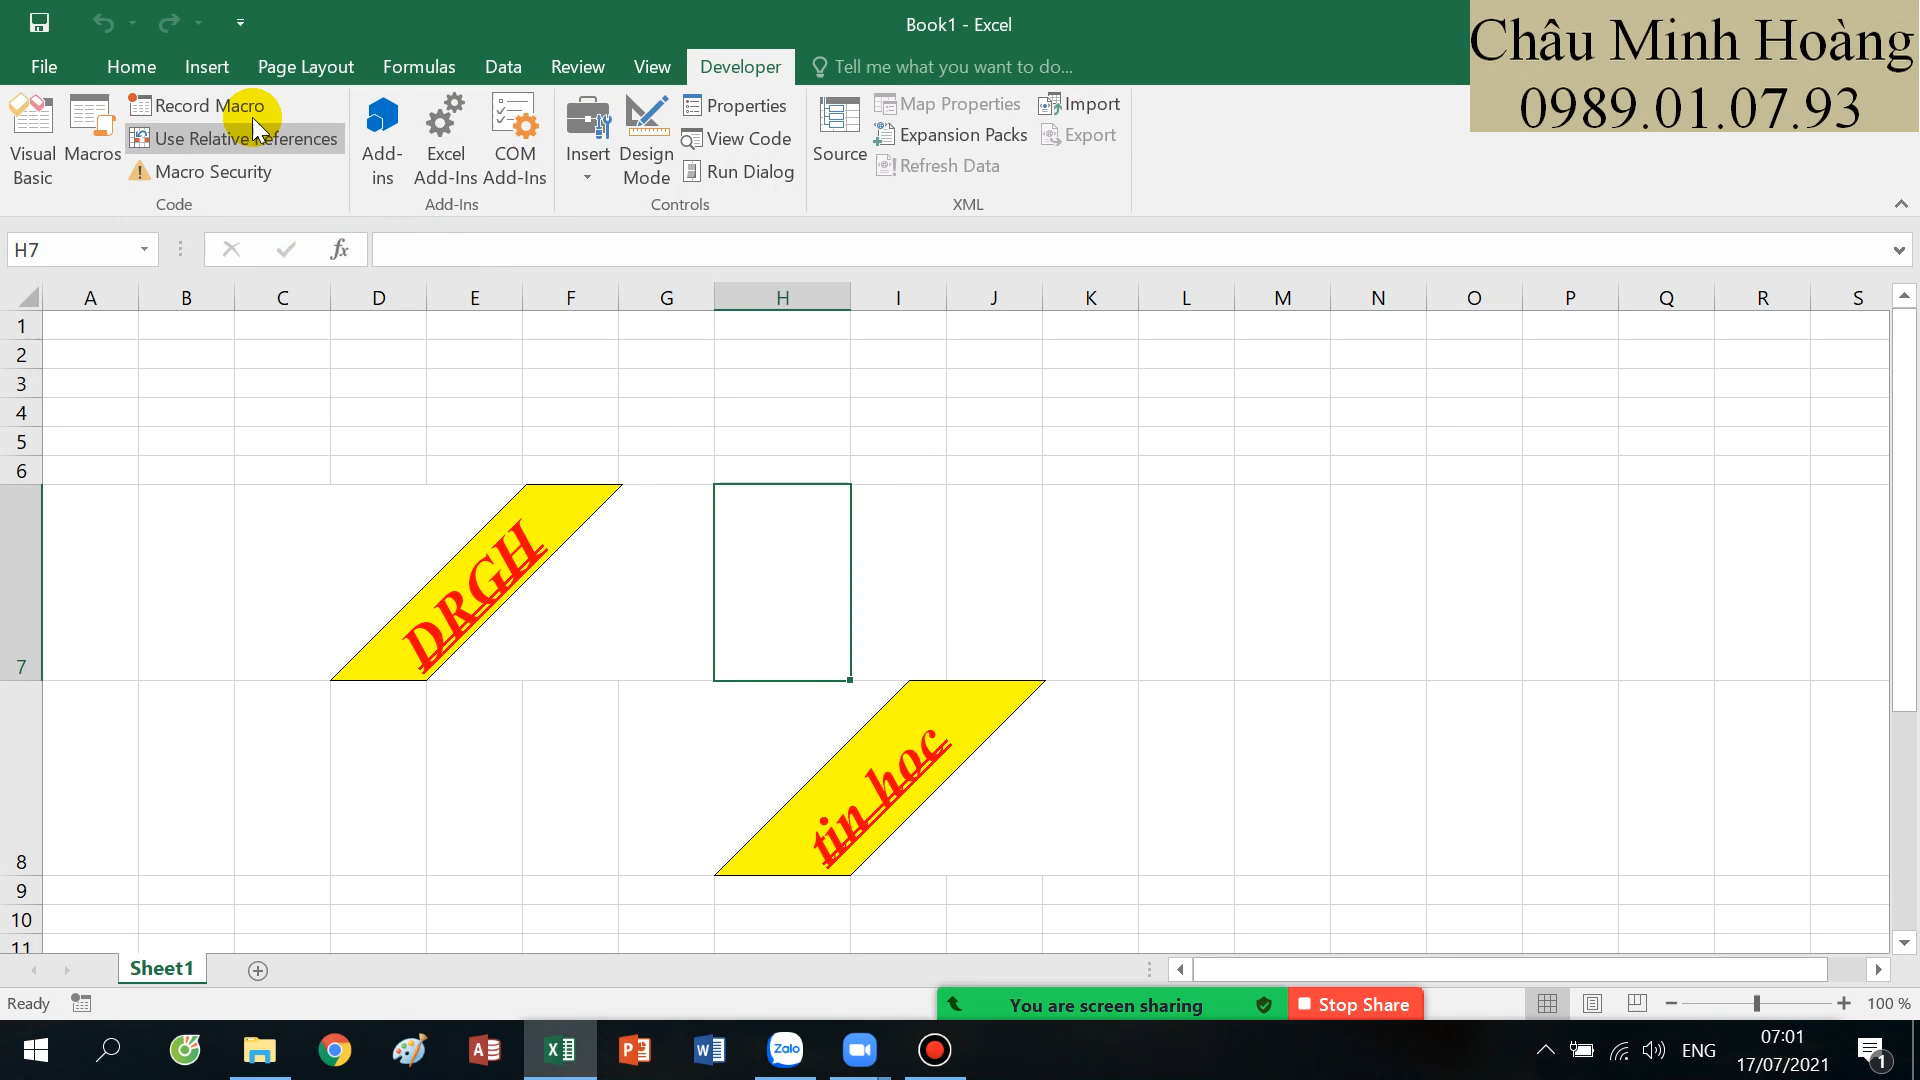 Book1 - Excel
Châu Minh Hoàng
0989.01.07.93
File
Home
Insert
Page Layout
Formulas
Data
Review
View
Developer
Tell me what you want to do...
Visual Basic
Macros
Record Macro
Use Relative References
Macro Security
Code
Add-ins
Excel Add-Ins
COM Add-Ins
Add-Ins
Insert
Design Mode
Properties
View Code
Run Dialog
Controls
Source
Map Properties
Expansion Packs
Refresh Data
Import
Export
XML
H7
fx
A B C D E F G H I J K L M N O P Q R S
1
2
3
4
5
6
7
DRGH
8
tin hoc
9
10
11
Sheet1
Ready
You are screen sharing
Stop Share
100 %
Zalo
ENG
07:01
17/07/2021
1